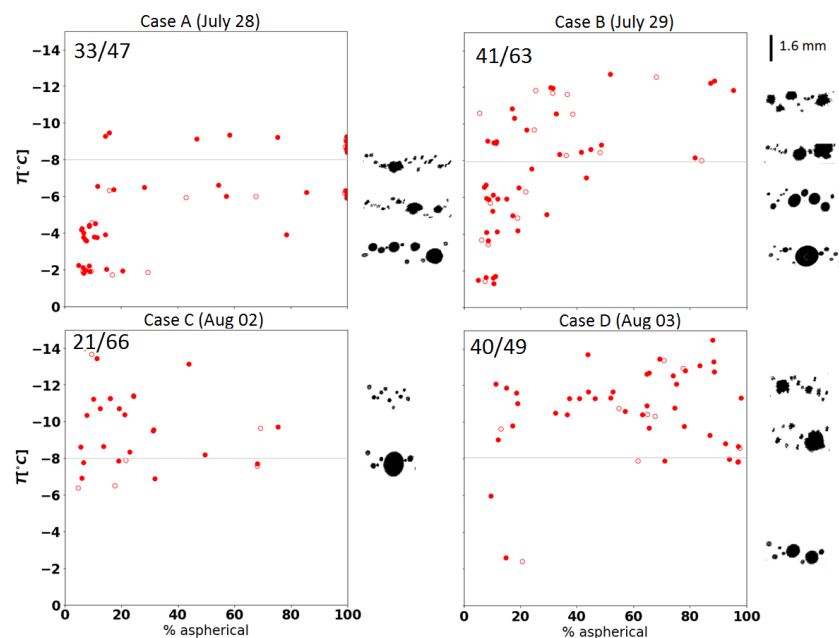 Case A (July 28)
Case B (July 29)
33/47
41/63
1.6 mm
−14
−12
−10
−8
−6
−4
−2
0
T[°C]
Case C (Aug 02)
Case D (Aug 03)
21/66
40/49
−14
−12
−10
−8
−6
−4
−2
0
T[°C]
0 20 40 60 80 100
0 20 40 60 80 100
% aspherical
% aspherical